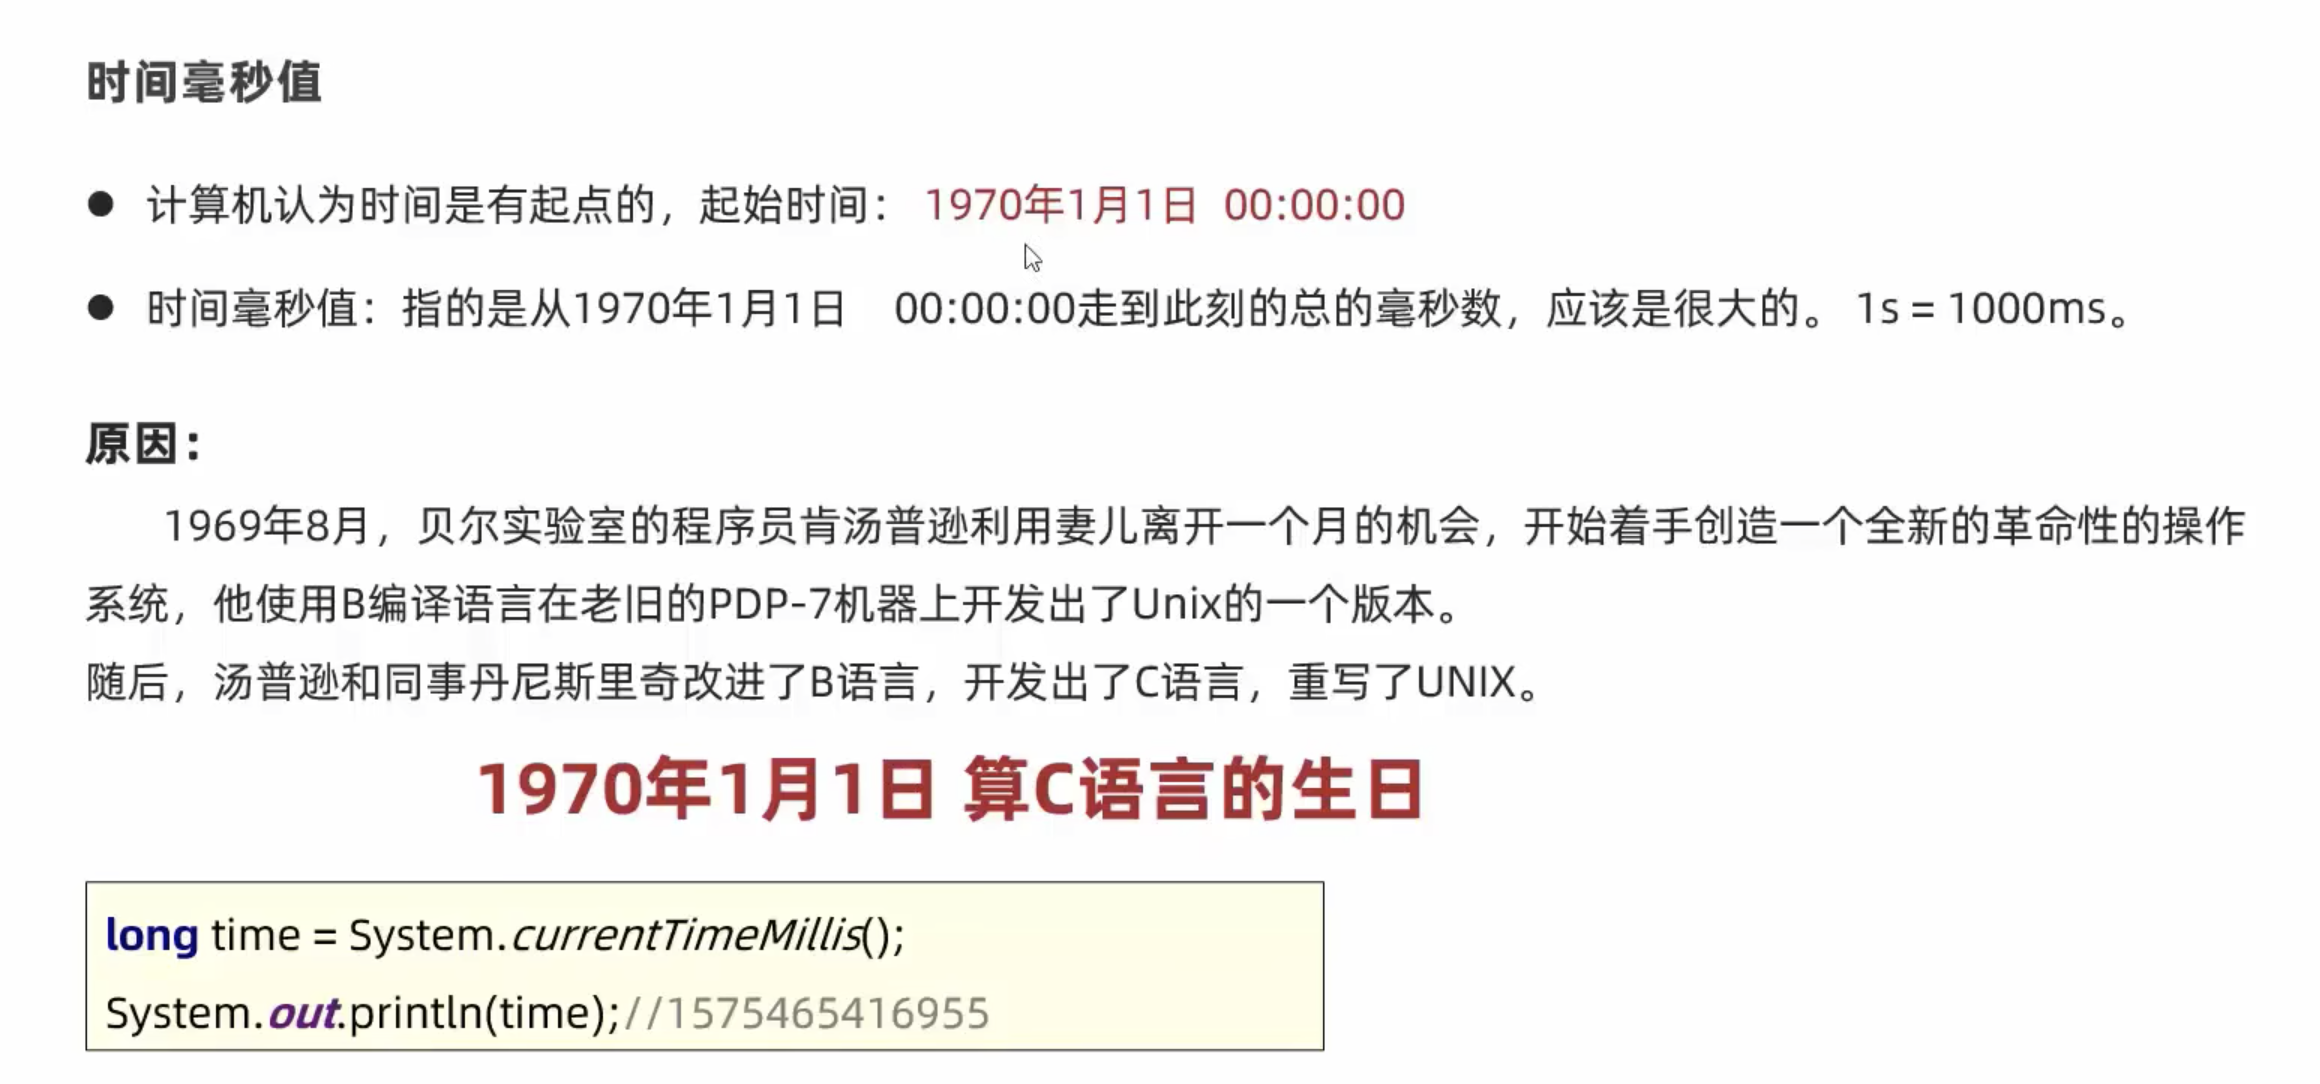 时间毫秒值
● 计算机认为时间是有起点的，起始时间： 1970年1月1日 00:00:00
● 时间毫秒值：指的是从1970年1月1日 00:00:00走到此刻的总的毫秒数，应该是很大的。 1s = 1000ms。
原因：
1969年8月，贝尔实验室的程序员肯汤普逊利用妻儿离开一个月的机会，开始着手创造一个全新的革命性的操作
系统，他使用B编译语言在老旧的PDP-7机器上开发出了Unix的一个版本。
随后，汤普逊和同事丹尼斯里奇改进了B语言，开发出了C语言，重写了UNIX。
1970年1月1日 算C语言的生日
long time = System.currentTimeMillis();
System.out.println(time);//1575465416955